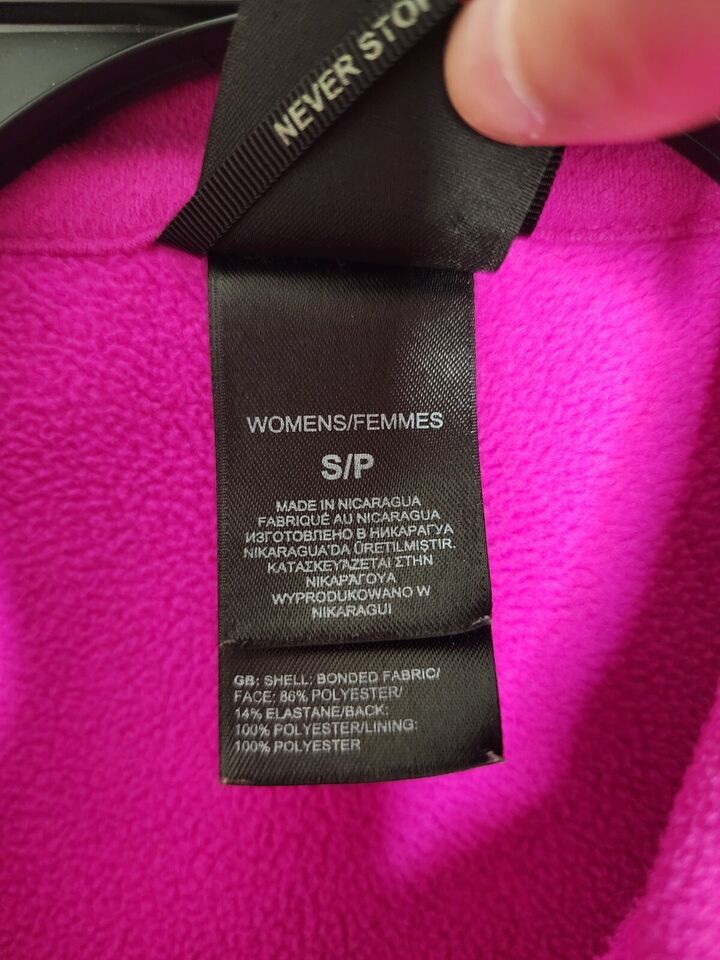 NEVER STOP
WOMENS/FEMMES
S/P
MADE IN NICARAGUA
FABRIQUÉ AU NICARAGUA
ИЗГОТОВЛЕНО В НИКАРАГУА
NIKARAGUA'DA ÜRETILMIŞTIR.
ΚΑΤΑΣΚΕΥΑΖΕΤΑΙ ΣΤΗΝ
ΝΙΚΑΡΑΓΟΥΑ
WYPRODUKOWANO W
NIKARAGUI
GB: SHELL: BONDED FABRIC/
FACE: 86% POLYESTER/
14% ELASTANE/BACK:
100% POLYESTER/LINING:
100% POLYESTER